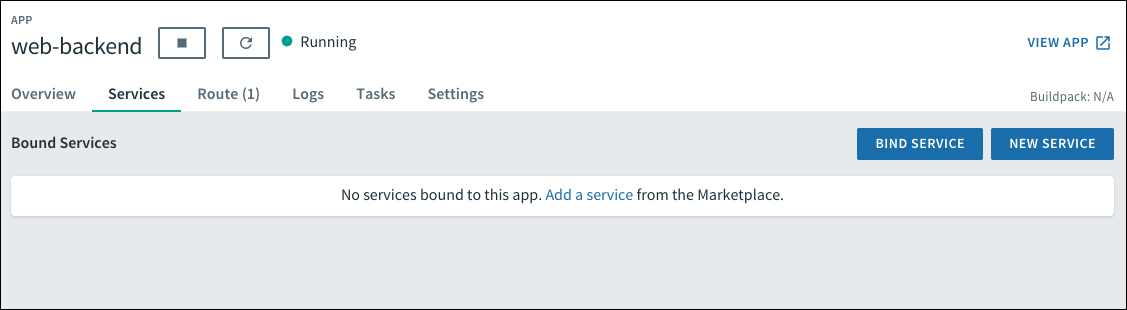 APP
web-backend
Running
VIEW APP
Overview Services Route (1) Logs Tasks Settings
Buildpack: N/A
Bound Services
BIND SERVICE NEW SERVICE
No services bound to this app. Add a service from the Marketplace.